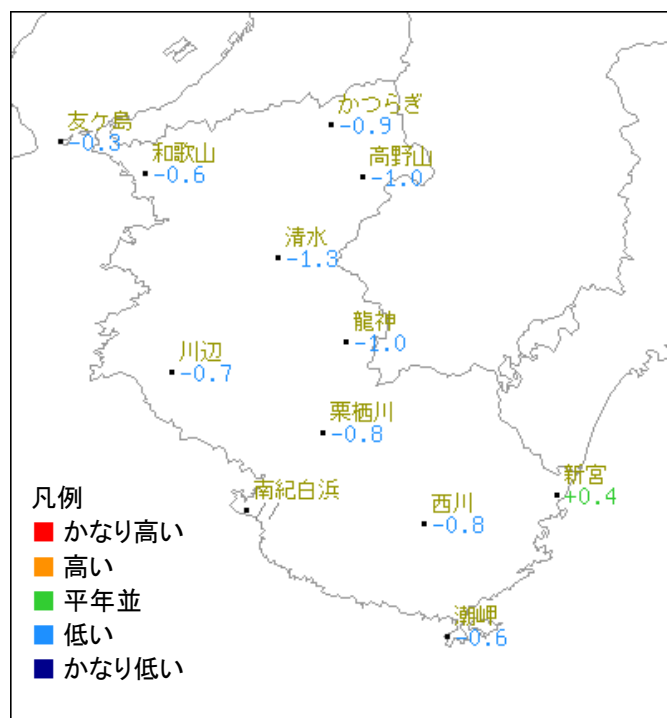 かつらぎ
-0.9
友ケ島
-0.3
和歌山
-0.6
高野山
-1.0
清水
-1.3
龍神
-1.0
川辺
-0.7
栗栖川
-0.8
南紀白浜
新宮
+0.4
西川
-0.8
潮岬
-0.6
凡例
かなり高い
高い
平年並
低い
かなり低い